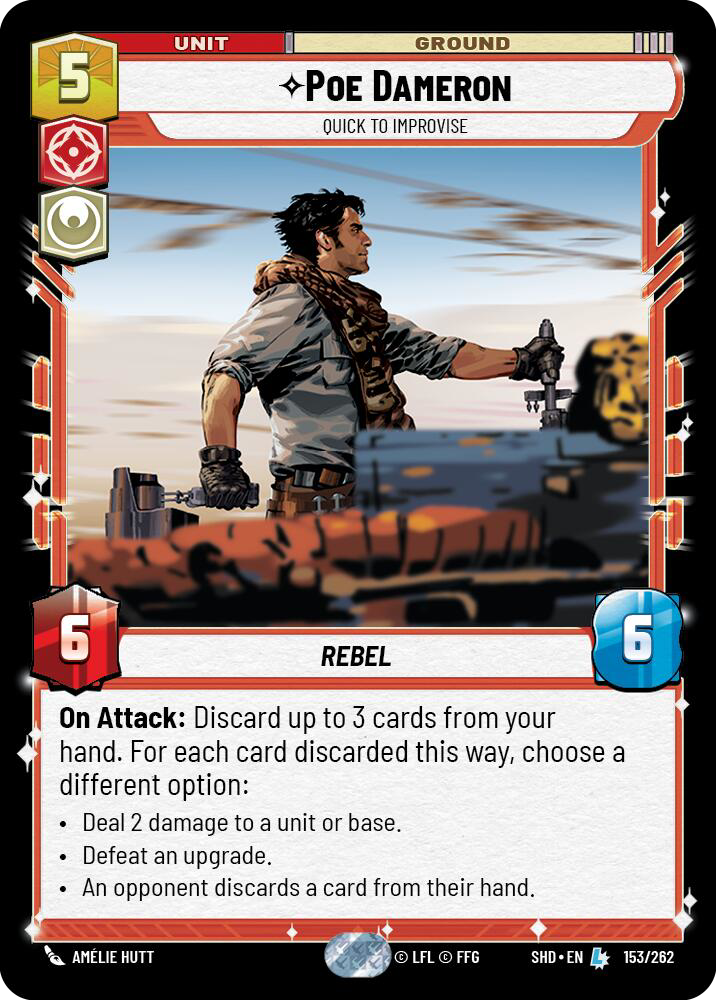 UNIT
GROUND
5
✧POE DAMERON
QUICK TO IMPROVISE
6
REBEL
6
On Attack: Discard up to 3 cards from your
hand. For each card discarded this way, choose a
different option:
• Deal 2 damage to a unit or base.
• Defeat an upgrade.
• An opponent discards a card from their hand.
AMÉLIE HUTT
© LFL © FFG
SHD • EN L 153/262